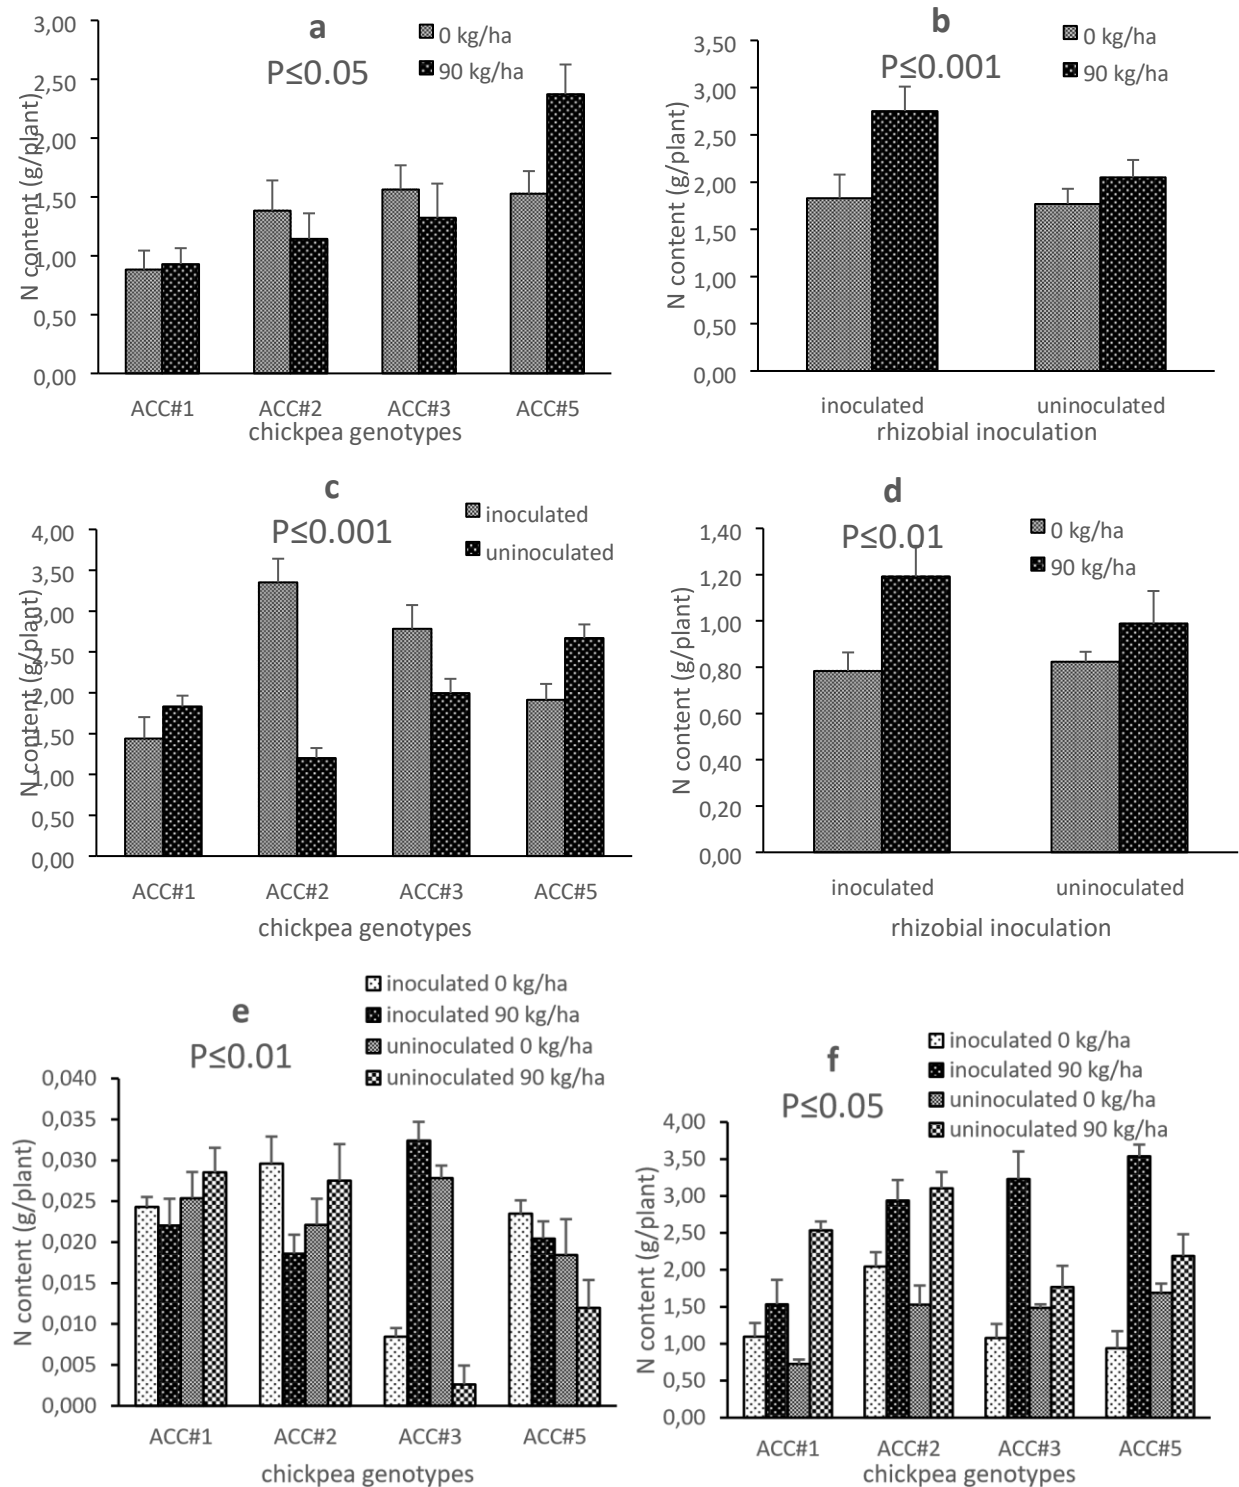 a
P≤0.05
0 kg/ha
90 kg/ha
3,00
2,50
2,00
1,50
1,00
0,50
0,00
N content (g/plant)
ACC#1 ACC#2 ACC#3 ACC#5
chickpea genotypes
b
P≤0.001
0 kg/ha
90 kg/ha
3,50
3,00
2,50
2,00
1,50
1,00
0,50
0,00
N content (g/plant)
inoculated uninoculated
rhizobial inoculation
c
P≤0.001
inoculated
uninoculated
4,00
3,50
3,00
2,50
2,00
1,50
1,00
0,50
0,00
N content (g/plant)
ACC#1 ACC#2 ACC#3 ACC#5
chickpea genotypes
d
P≤0.01
0 kg/ha
90 kg/ha
1,40
1,20
1,00
0,80
0,60
0,40
0,20
0,00
N content (g/plant)
inoculated uninoculated
rhizobial inoculation
e
P≤0.01
inoculated 0 kg/ha
inoculated 90 kg/ha
uninoculated 0 kg/ha
uninoculated 90 kg/ha
0,040
0,035
0,030
0,025
0,020
0,015
0,010
0,005
0,000
N content (g/plant)
ACC#1 ACC#2 ACC#3 ACC#5
chickpea genotypes
f
P≤0.05
inoculated 0 kg/ha
inoculated 90 kg/ha
uninoculated 0 kg/ha
uninoculated 90 kg/ha
4,00
3,50
3,00
2,50
2,00
1,50
1,00
0,50
0,00
N content (g/plant)
ACC#1 ACC#2 ACC#3 ACC#5
chickpea genotypes